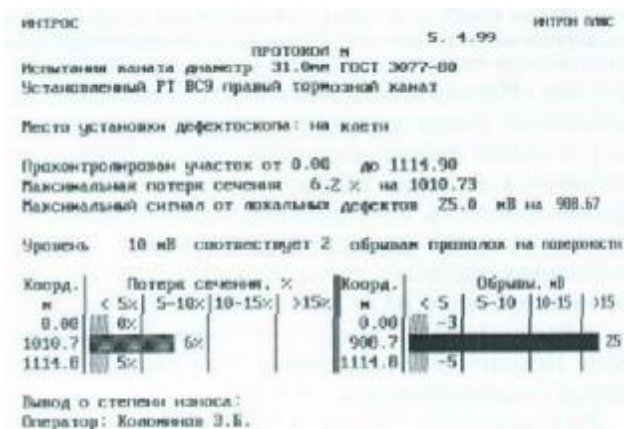 ИНТРОС ИНТРОН ПЛЮС
5. 4.99
ПРОТОКОЛ М
Испытания каната диаметр 31.0мм ГОСТ 3077-80
Установленный РТ ВС9 правый тормозной канат
Место установки дефектоскопа: на клети
Проконтролирован участок от 0.00 до 1114.90
Максимальная потеря сечения 6.2 % на 1010.73
Максимальный сигнал от локальных дефектов 25.0 мВ на 908.67
Уровень 10 мВ соотвествует 2 обрывам проволок на поверхности
Коорд. Потеря сечения, % Коорд. Обрывы, мВ
м < 5% 5-10% 10-15% >15% м < 5 5-10 10-15 >15
0.00 0% 0.00 -3
1010.7 6% 908.7 25
1114.8 5% 1114.8 -5
Вывод о степени износа:
Оператор: Э.Б.